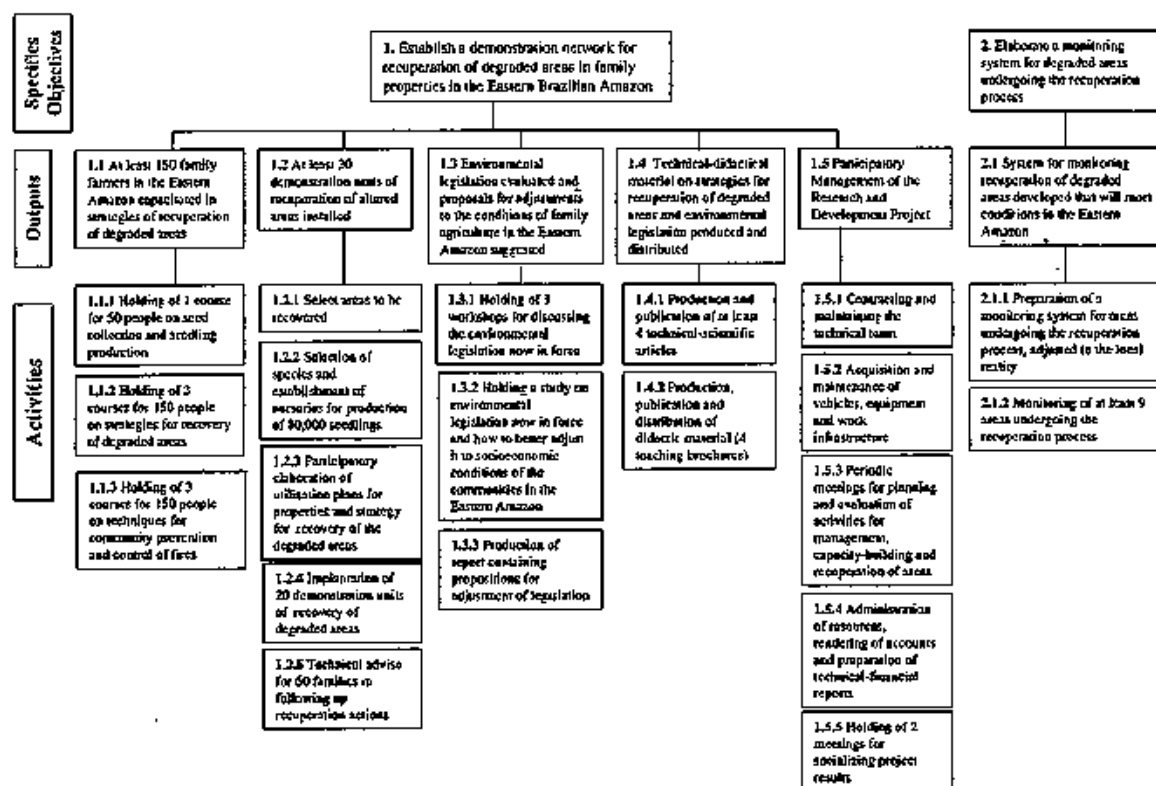 Specifics
Objectives
1. Establish a demonstration network for
recuperation of degraded areas in family
properties in the Eastern Brazilian Amazon
2. Elaborate a monitoring
system for degraded areas
undergoing the recuperation
process
Outputs
1.1 At least 150 family
farmers in the Eastern
Amazon capacitated in
strategies of recuperation
of degraded areas
1.2 At least 20
demonstration units of
recuperation of altered
areas installed
1.3 Environmental
legislation evaluated and
proposals for adjustments
to the conditions of family
agriculture in the Eastern
Amazon suggested
1.4 Technical-didactical
material on strategies for
recuperation of degraded
areas and environmental
legislation produced and
distributed
1.5 Participatory
Management of the
Research and
Development Project
2.1 System for monitoring
recuperation of degraded
areas developed that will meet
conditions in the Eastern
Amazon
Activities
1.1.1 Holding of 1 course
for 50 people on seed
collection and seedling
production
1.1.2 Holding of 3
courses for 150 people
on strategies for recovery
of degraded areas
1.1.3 Holding of 3
courses for 150 people
on techniques for
community prevention
and control of fires
1.2.1 Select areas to be
recovered
1.2.2 Selection of
species and
establishment of
nurseries for production
of 80,000 seedlings
1.2.3 Participatory
elaboration of
utilization plans for
properties and strategy
for recovery of the
degraded areas
1.2.4 Implantation of
20 demonstration units
of recovery of
degraded areas
1.2.5 Technical advise
for 60 families in
following up
recuperation actions
1.3.1 Holding of 3
workshops for discussing
the environmental
legislation now in force
1.3.2 Holding a study on
environmental
legislation now in force
and how to better adjust
it to socioeconomic
conditions of the
communities in the
Eastern Amazon
1.3.3 Production of
report containing
propositions for
adjustment of legislation
1.4.1 Production and
publication of at least
4 technical-scientific
articles
1.4.2 Production,
publication and
distribution of
didactic material (4
teaching brochures)
1.5.1 Contracting and
maintaining the
technical team
1.5.2 Acquisition and
maintenance of
vehicles, equipment
and work
infrastructure
1.5.3 Periodic
meetings for planning
and evaluation of
activities for
management,
capacity-building and
recuperation of areas
1.5.4 Administration
of resources,
rendering of accounts
and preparation of
technical-financial
reports
1.5.5 Holding of 2
meetings for
socializing project
results
2.1.1 Preparation of a
monitoring system for areas
undergoing the recuperation
process, adjusted to the local
reality
2.1.2 Monitoring of at least 9
areas undergoing the
recuperation process